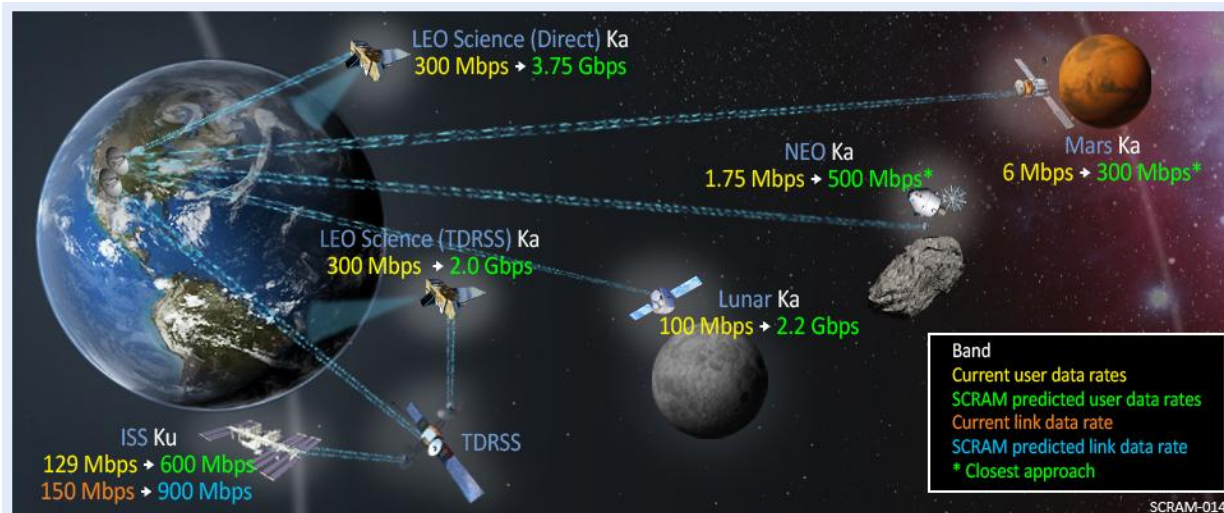 LEO Science (Direct) Ka
300 Mbps → 3.75 Gbps
Mars Ka
6 Mbps → 300 Mbps*
NEO Ka
1.75 Mbps → 500 Mbps*
LEO Science (TDRSS) Ka
300 Mbps → 2.0 Gbps
Lunar Ka
100 Mbps → 2.2 Gbps
TDRSS
ISS Ku
129 Mbps → 600 Mbps
150 Mbps → 900 Mbps
Band
Current user data rates
SCRAM predicted user data rates
Current link data rate
SCRAM predicted link data rate
* Closest approach
SCRAM-014